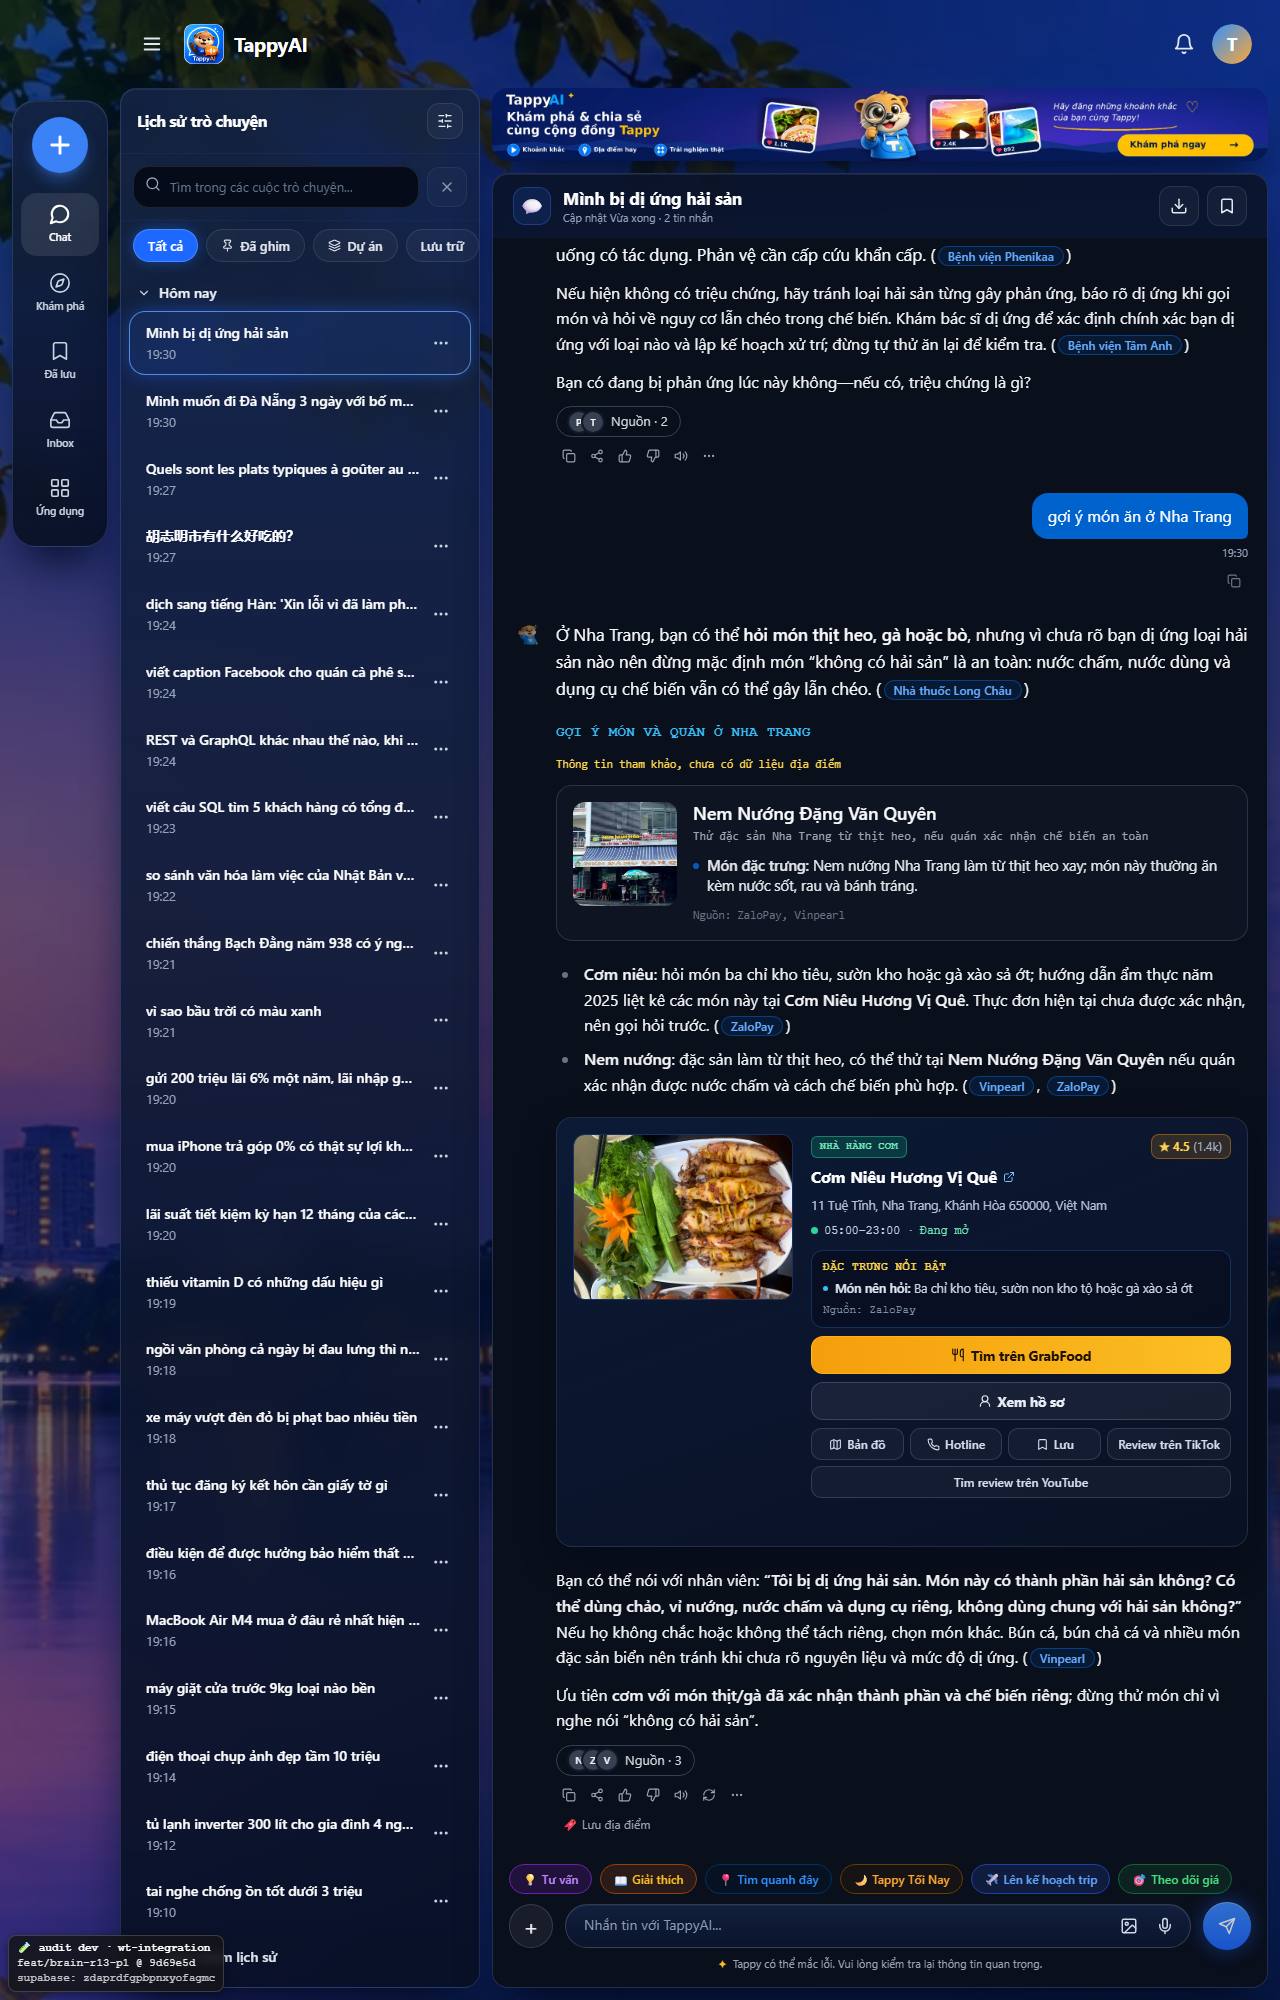 TappyAI
T
Chat
Khám phá
Đã lưu
Inbox
Ứng dụng
Lịch sử trò chuyện
Tìm trong các cuộc trò chuyện...
Tất cả
Đã ghim
Dự án
Lưu trữ
Hôm nay
Mình bị dị ứng hải sản
19:30
Mình muốn đi Đà Nẵng 3 ngày với bố m...
19:30
Quels sont les plats typiques à goûter au ...
19:27
胡志明市有什么好吃的?
19:27
dịch sang tiếng Hàn: 'Xin lỗi vì đã làm ph...
19:24
viết caption Facebook cho quán cà phê s...
19:24
REST và GraphQL khác nhau thế nào, khi ...
19:24
viết câu SQL tìm 5 khách hàng có tổng đ...
19:23
so sánh văn hóa làm việc của Nhật Bản v...
19:22
chiến thắng Bạch Đằng năm 938 có ý ng...
19:21
vì sao bầu trời có màu xanh
19:21
gửi 200 triệu lãi 6% một năm, lãi nhập g...
19:20
mua iPhone trả góp 0% có thật sự lợi kh...
19:20
lãi suất tiết kiệm kỳ hạn 12 tháng của các...
19:20
thiếu vitamin D có những dấu hiệu gì
19:19
ngồi văn phòng cả ngày bị đau lưng thì n...
19:18
xe máy vượt đèn đỏ bị phạt bao nhiêu tiền
19:18
thủ tục đăng ký kết hôn cần giấy tờ gì
19:17
điều kiện để được hưởng bảo hiểm thất ...
19:16
MacBook Air M4 mua ở đâu rẻ nhất hiện ...
19:16
máy giặt cửa trước 9kg loại nào bền
19:15
điện thoại chụp ảnh đẹp tầm 10 triệu
19:14
tủ lạnh inverter 300 lít cho gia đình 4 ng...
19:12
tai nghe chống ồn tốt dưới 3 triệu
19:10
lịch sử
audit dev · wt-integration
feat/brain-r13-p1 @ 9d69e5d
supabase: zdaprdfgpbpnxyofagmc
TappyAI
Khám phá & chia sẻ
cùng cộng đồng Tappy
Khoảnh khắc
Địa điểm hay
Trải nghiệm thật
1.1K
2.4K
892
Hãy đăng những khoảnh khắc
của bạn cùng Tappy!
Khám phá ngay →
Mình bị dị ứng hải sản
Cập nhật Vừa xong · 2 tin nhắn
uống có tác dụng. Phản vệ cần cấp cứu khẩn cấp. ( Bệnh viện Phenikaa )
Nếu hiện không có triệu chứng, hãy tránh loại hải sản từng gây phản ứng, báo rõ dị ứng khi gọi
món và hỏi về nguy cơ lẫn chéo trong chế biến. Khám bác sĩ dị ứng để xác định chính xác bạn dị
ứng với loại nào và lập kế hoạch xử trí; đừng tự thử ăn lại để kiểm tra. ( Bệnh viện Tâm Anh )
Bạn có đang bị phản ứng lúc này không—nếu có, triệu chứng là gì?
P T Nguồn · 2
gợi ý món ăn ở Nha Trang
19:30
Ở Nha Trang, bạn có thể hỏi món thịt heo, gà hoặc bò, nhưng vì chưa rõ bạn dị ứng loại hải
sản nào nên đừng mặc định món “không có hải sản” là an toàn: nước chấm, nước dùng và
dụng cụ chế biến vẫn có thể gây lẫn chéo. ( Nhà thuốc Long Châu )
GỢI Ý MÓN VÀ QUÁN Ở NHA TRANG
Thông tin tham khảo, chưa có dữ liệu địa điểm
Nem Nướng Đặng Văn Quyên
Thử đặc sản Nha Trang từ thịt heo, nếu quán xác nhận chế biến an toàn
Món đặc trưng: Nem nướng Nha Trang làm từ thịt heo xay; món này thường ăn
kèm nước sốt, rau và bánh tráng.
Nguồn: ZaloPay, Vinpearl
Cơm niêu: hỏi món ba chỉ kho tiêu, sườn kho hoặc gà xào sả ớt; hướng dẫn ẩm thực năm
2025 liệt kê các món này tại Cơm Niêu Hương Vị Quê. Thực đơn hiện tại chưa được xác nhận,
nên gọi hỏi trước. ( ZaloPay )
Nem nướng: đặc sản làm từ thịt heo, có thể thử tại Nem Nướng Đặng Văn Quyên nếu quán
xác nhận được nước chấm và cách chế biến phù hợp. ( Vinpearl , ZaloPay )
NHÀ HÀNG CƠM
★ 4.5 (1.4k)
Cơm Niêu Hương Vị Quê
11 Tuệ Tĩnh, Nha Trang, Khánh Hòa 650000, Việt Nam
05:00–23:00 · Đang mở
ĐẶC TRƯNG NỔI BẬT
Món nên hỏi: Ba chỉ kho tiêu, sườn non kho tộ hoặc gà xào sả ớt
Nguồn: ZaloPay
Tìm trên GrabFood
Xem hồ sơ
Bản đồ
Hotline
Lưu
Review trên TikTok
Tìm review trên YouTube
Bạn có thể nói với nhân viên: “Tôi bị dị ứng hải sản. Món này có thành phần hải sản không? Có
thể dùng chảo, vỉ nướng, nước chấm và dụng cụ riêng, không dùng chung với hải sản không?”
Nếu họ không chắc hoặc không thể tách riêng, chọn món khác. Bún cá, bún chả cá và nhiều món
đặc sản biển nên tránh khi chưa rõ nguyên liệu và mức độ dị ứng. ( Vinpearl )
Ưu tiên cơm với món thịt/gà đã xác nhận thành phần và chế biến riêng; đừng thử món chỉ vì
nghe nói “không có hải sản”.
N Z V Nguồn · 3
Lưu địa điểm
Tư vấn
Giải thích
Tìm quanh đây
Tappy Tối Nay
Lên kế hoạch trip
Theo dõi giá
Nhắn tin với TappyAI...
Tappy có thể mắc lỗi. Vui lòng kiểm tra lại thông tin quan trọng.